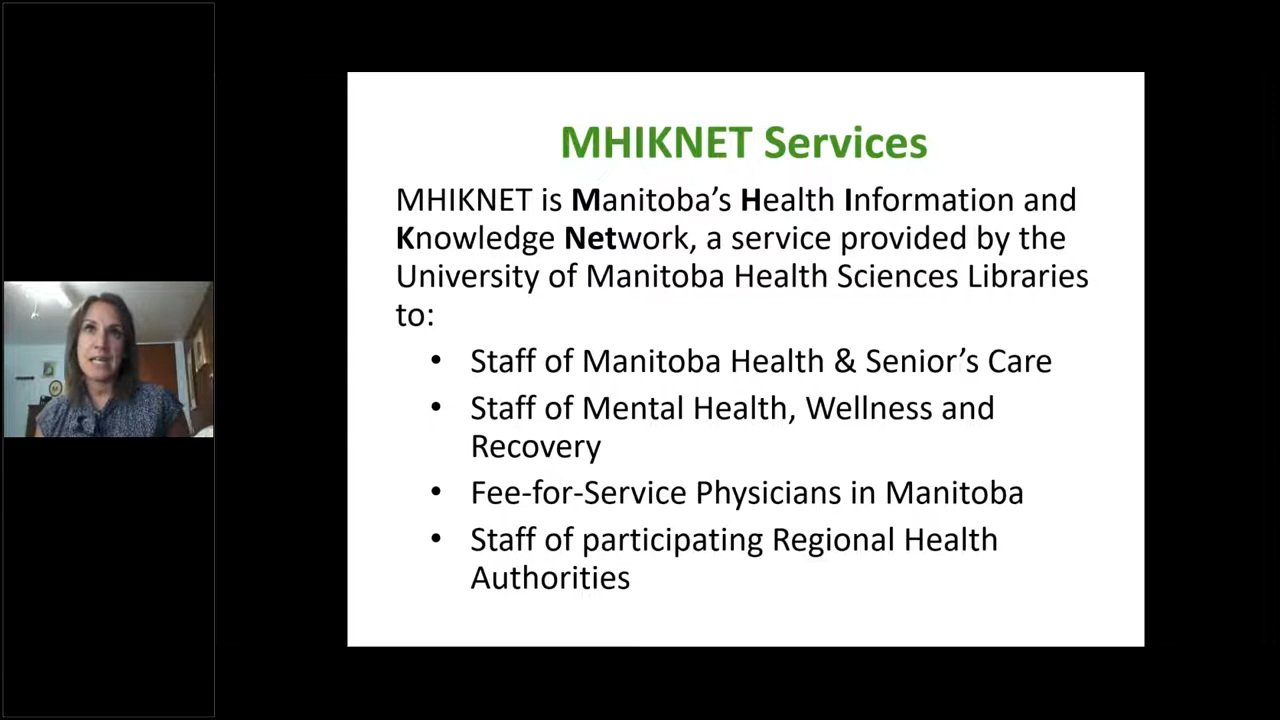 MHIKNET Services
MHIKNET is Manitoba’s Health Information and
Knowledge Network, a service provided by the
University of Manitoba Health Sciences Libraries
to:
• Staff of Manitoba Health & Senior’s Care
• Staff of Mental Health, Wellness and
Recovery
• Fee-for-Service Physicians in Manitoba
• Staff of participating Regional Health
Authorities